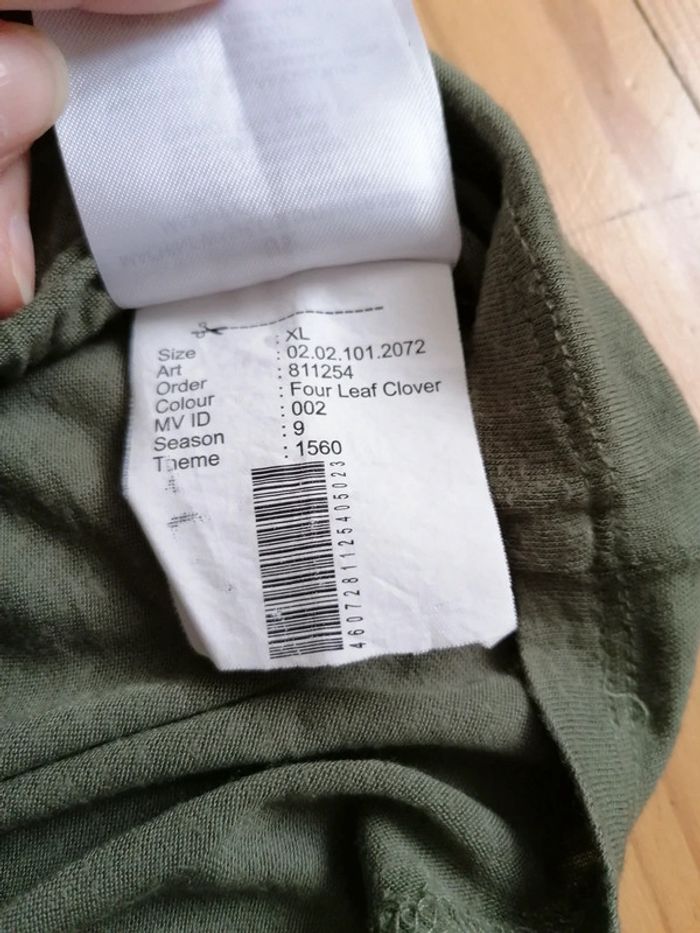 Size : XL
Art : 02.02.101.2072
Order : 811254
Colour : Four Leaf Clover
MV ID : 002
Season : 9
Theme : 1560
4607281125405023